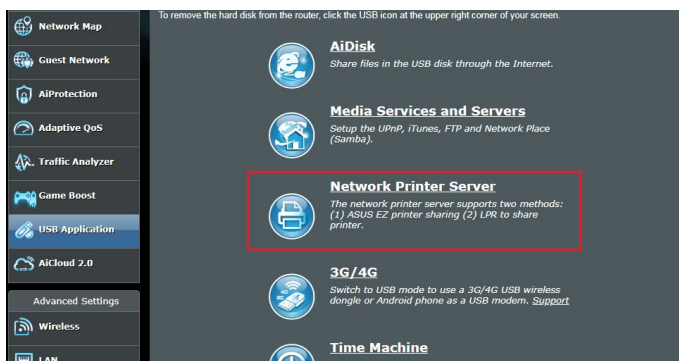 To remove the hard disk from the router, click the USB icon at the upper right corner of your screen.
Network Map
Guest Network
AiProtection
Adaptive QoS
Traffic Analyzer
Game Boost
USB Application
AiCloud 2.0
Advanced Settings
Wireless
LAN
AiDisk
Share files in the USB disk through the Internet.
Media Services and Servers
Setup the UPnP, iTunes, FTP and Network Place
(Samba).
Network Printer Server
The network printer server supports two methods:
(1) ASUS EZ printer sharing (2) LPR to share
printer.
3G/4G
Switch to USB mode to use a 3G/4G USB wireless
dongle or Android phone as a USB modem. Support
Time Machine